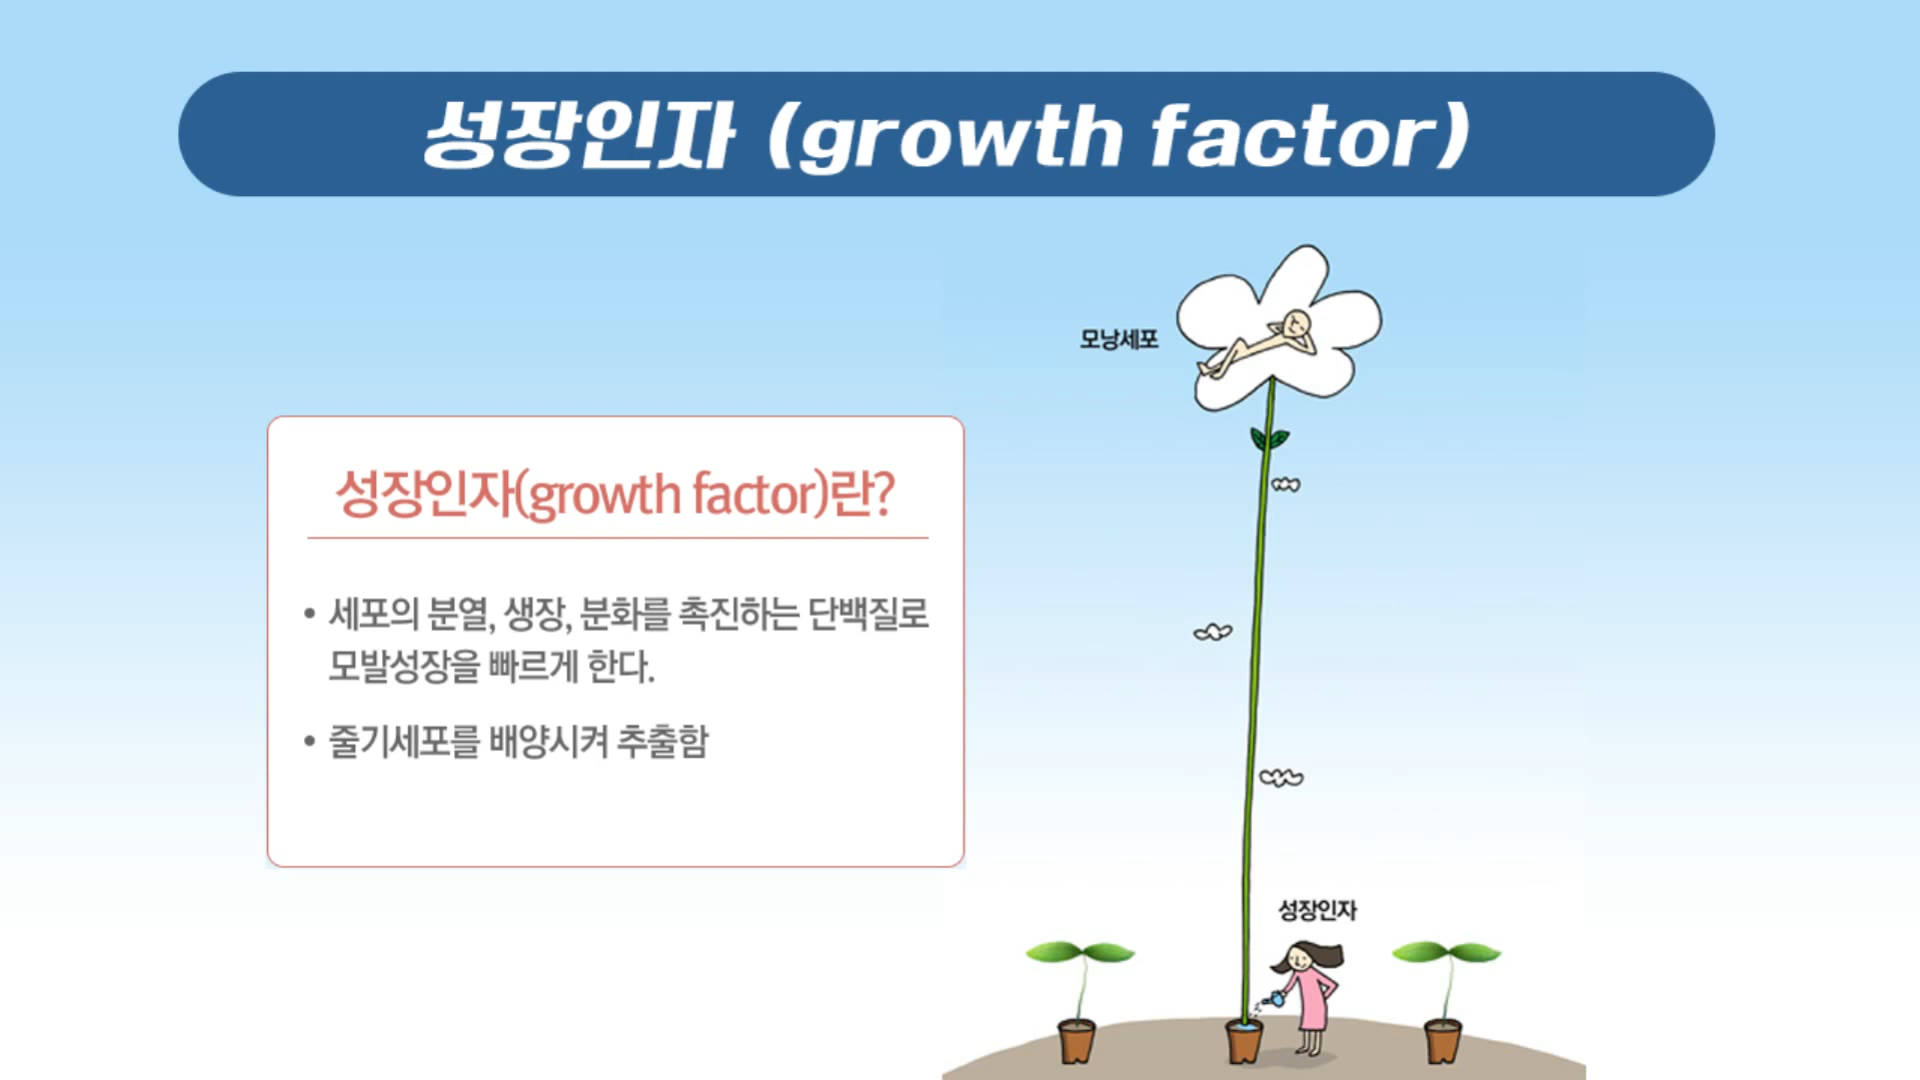 성장인자 (growth factor)
모낭세포
성장인자(growth factor)란?
• 세포의 분열, 생장, 분화를 촉진하는 단백질로
모발성장을 빠르게 한다.
• 줄기세포를 배양시켜 추출함
성장인자